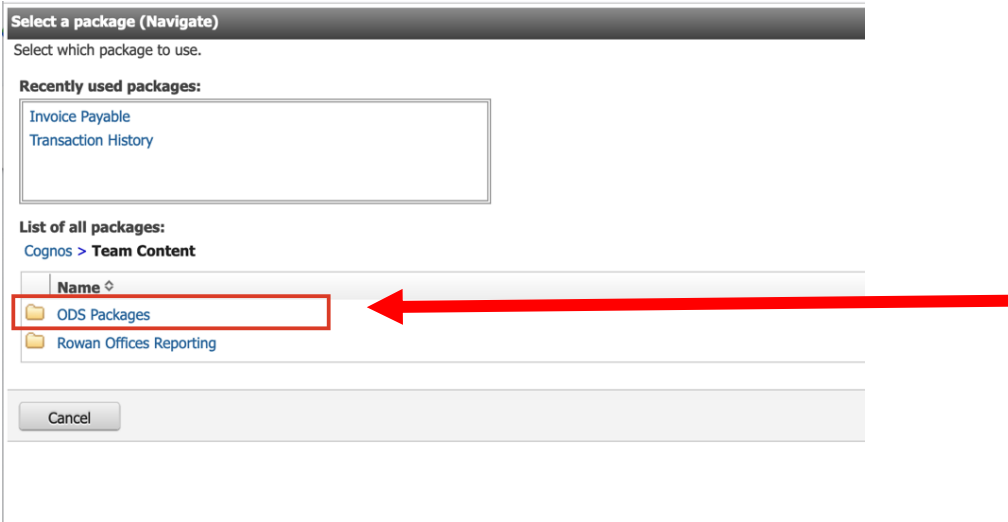 Select a package (Navigate)
Select which package to use.
Recently used packages:
Invoice Payable
Transaction History
List of all packages:
Cognos > Team Content
Name
ODS Packages
Rowan Offices Reporting
Cancel